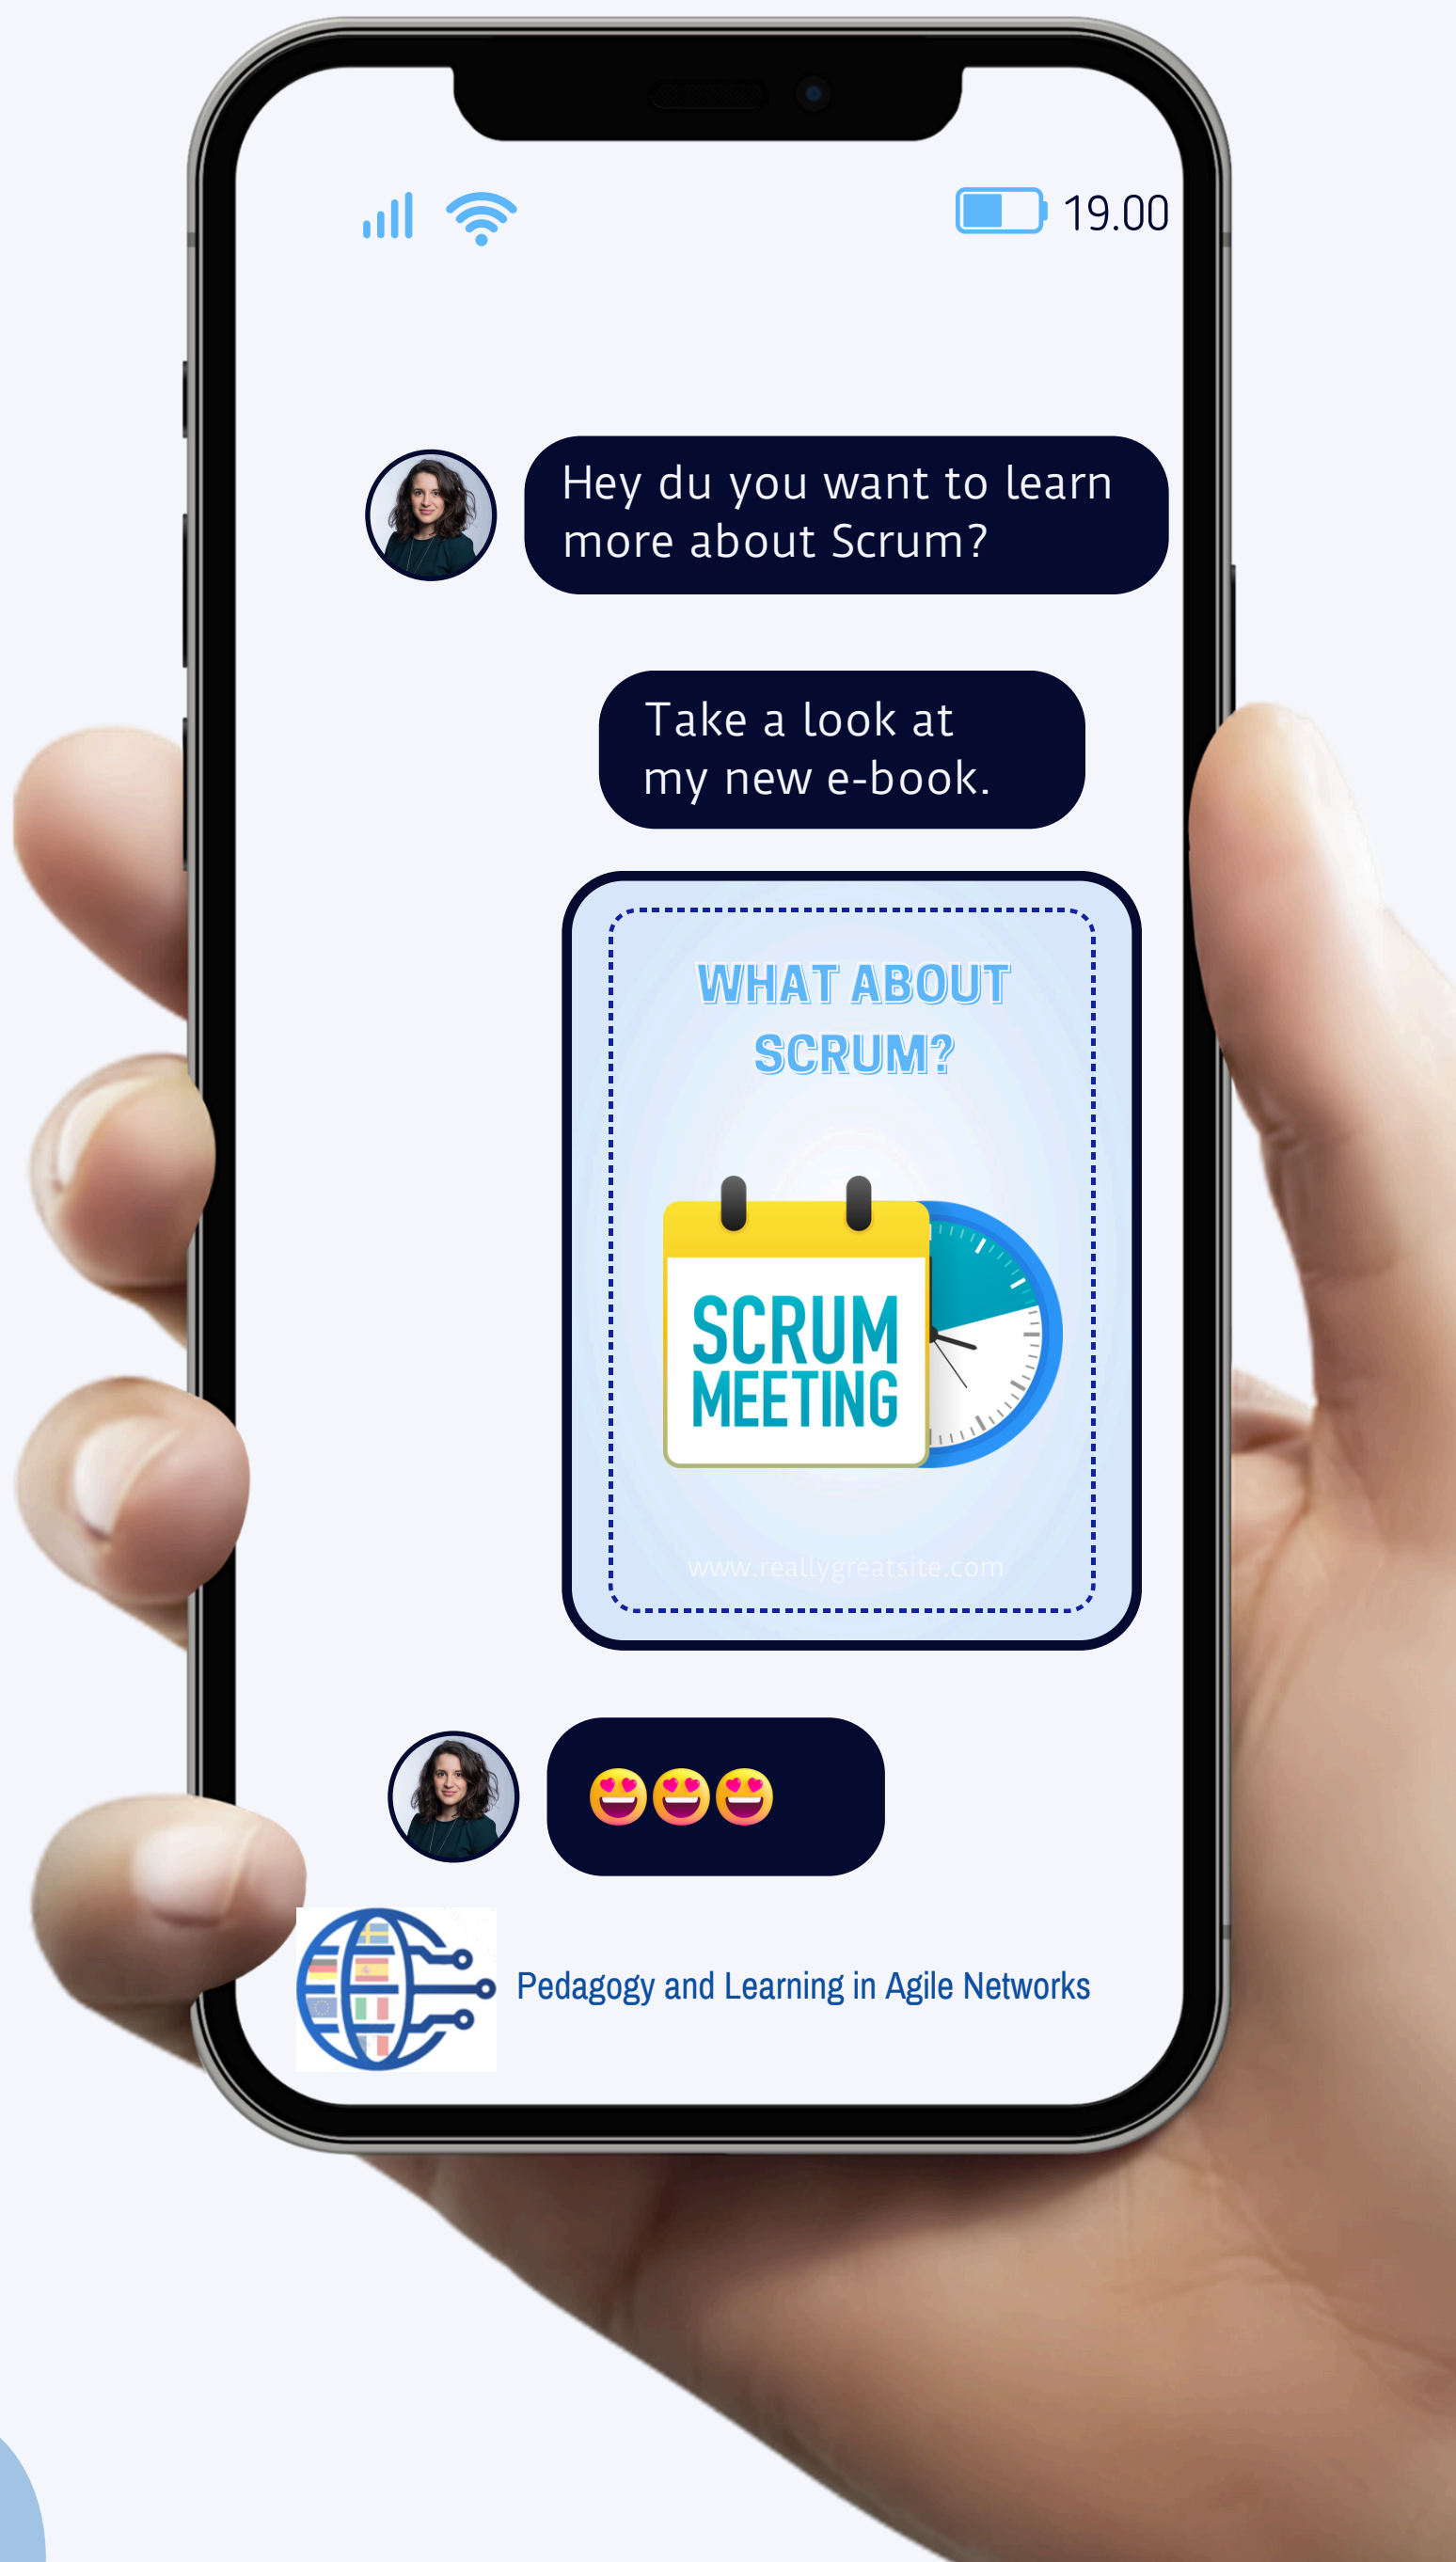 19.00
Hey du you want to learn
more about Scrum?
Take a look at
my new e-book.
WHAT ABOUT
SCRUM?
SCRUM
MEETING
www.reallygreatsite.com
😍😍😍
Pedagogy and Learning in Agile Networks